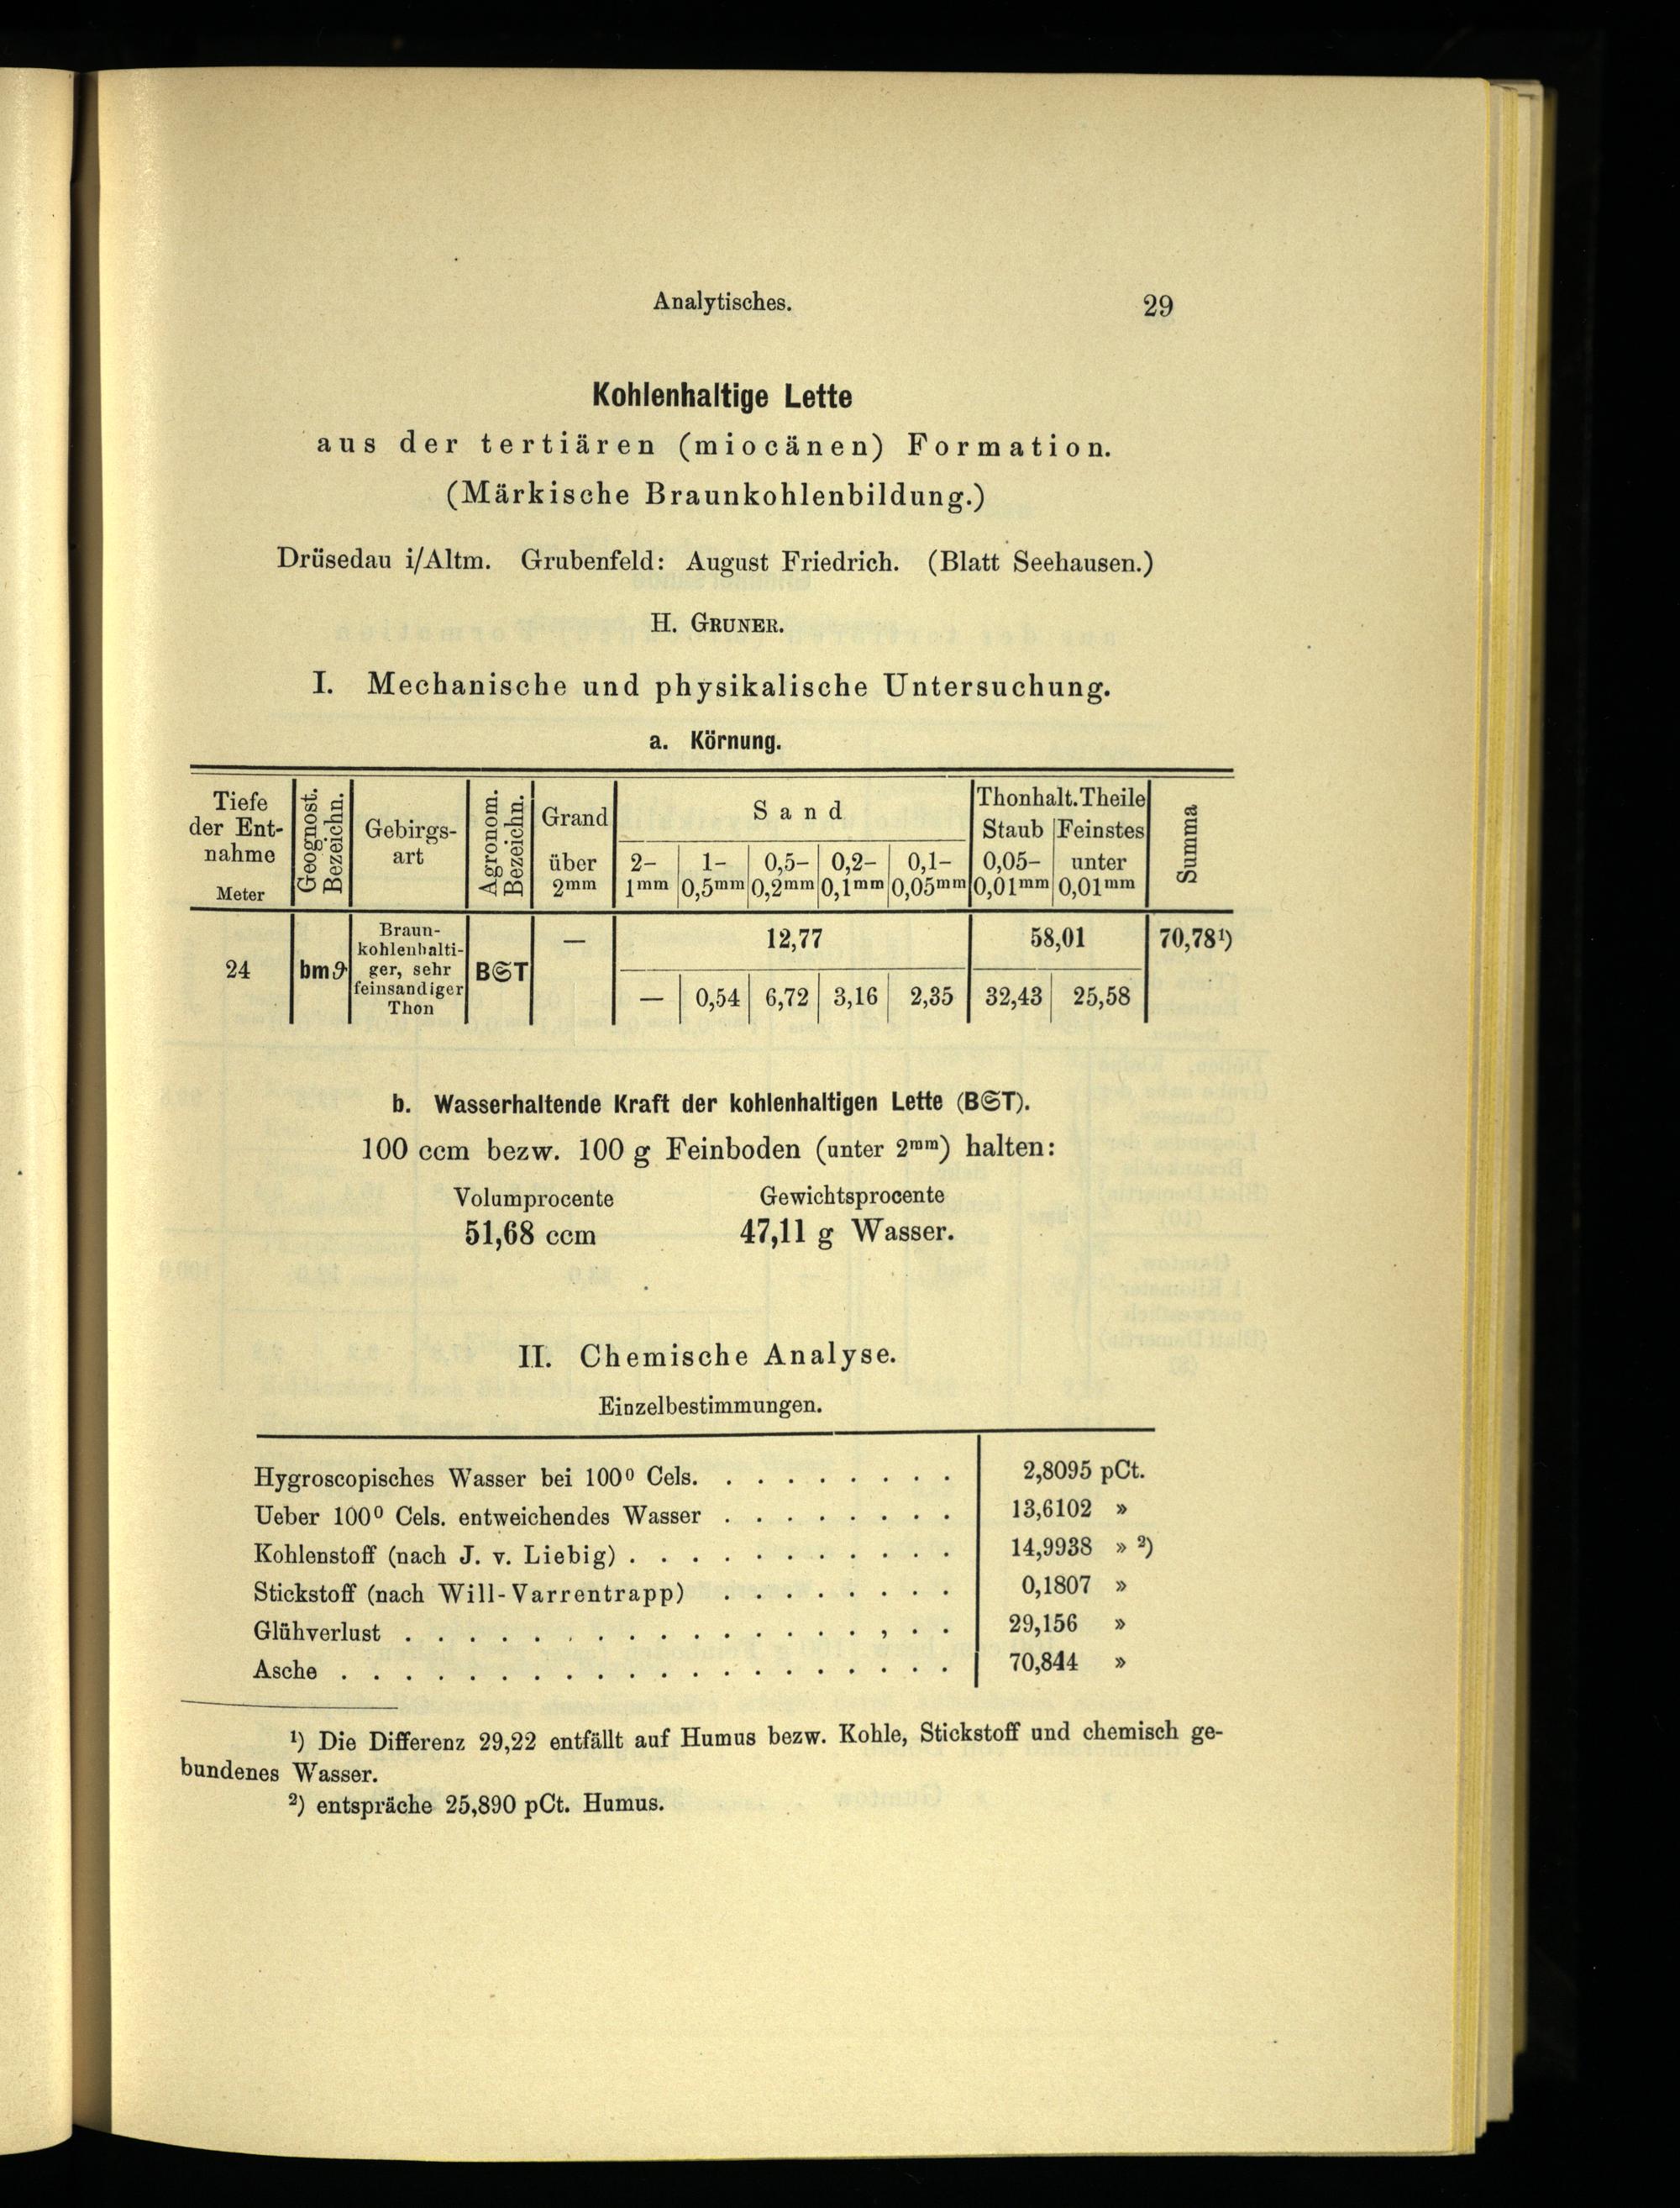 Analytisches. 29
Kohlenhaltige Lette
aus der tertiären (miocänen) Formation.
(Märkische Braunkohlenbildung.)
Drüsedau i/Altm. Grubenfeld: August Friedrich. (Blatt Seehausen.)
H. GRUNER.
I. Mechanische und physikalische Untersuchung.
a. Körnung.
Tiefe der Entnahme Meter | Geognost. Bezeichn. | Gebirgsart | Agronom. Bezeichn. | Grand über 2mm | Sand | Thonhalt. Theile | Summa
2-1mm | 1-0,5mm | 0,5-0,2mm | 0,2-0,1mm | 0,1-0,05mm | Staub 0,05-0,01mm | Feinstes unter 0,01mm
24 | bmϑ | Braunkohlenhaltiger, sehr feinsandiger Thon | B𝔖T | — | 12,77 | 58,01 | 70,78¹)
— | 0,54 | 6,72 | 3,16 | 2,35 | 32,43 | 25,58
b. Wasserhaltende Kraft der kohlenhaltigen Lette (B𝔖T).
100 ccm bezw. 100 g Feinboden (unter 2mm) halten:
Volumprocente Gewichtsprocente
51,68 ccm 47,11 g Wasser.
II. Chemische Analyse.
Einzelbestimmungen.
Hygroscopisches Wasser bei 100⁰ Cels. . . . . . . . . 2,8095 pCt.
Ueber 100⁰ Cels. entweichendes Wasser . . . . . . . . 13,6102 »
Kohlenstoff (nach J. v. Liebig) . . . . . . . . . . . 14,9938 » ²)
Stickstoff (nach Will-Varrentrapp) . . . . . . . . 0,1807 »
Glühverlust . . . . . . . . . . . . . . . . . . 29,156 »
Asche . . . . . . . . . . . . . . . . . . . . 70,844 »
¹) Die Differenz 29,22 entfällt auf Humus bezw. Kohle, Stickstoff und chemisch ge-
bundenes Wasser.
²) entspräche 25,890 pCt. Humus.